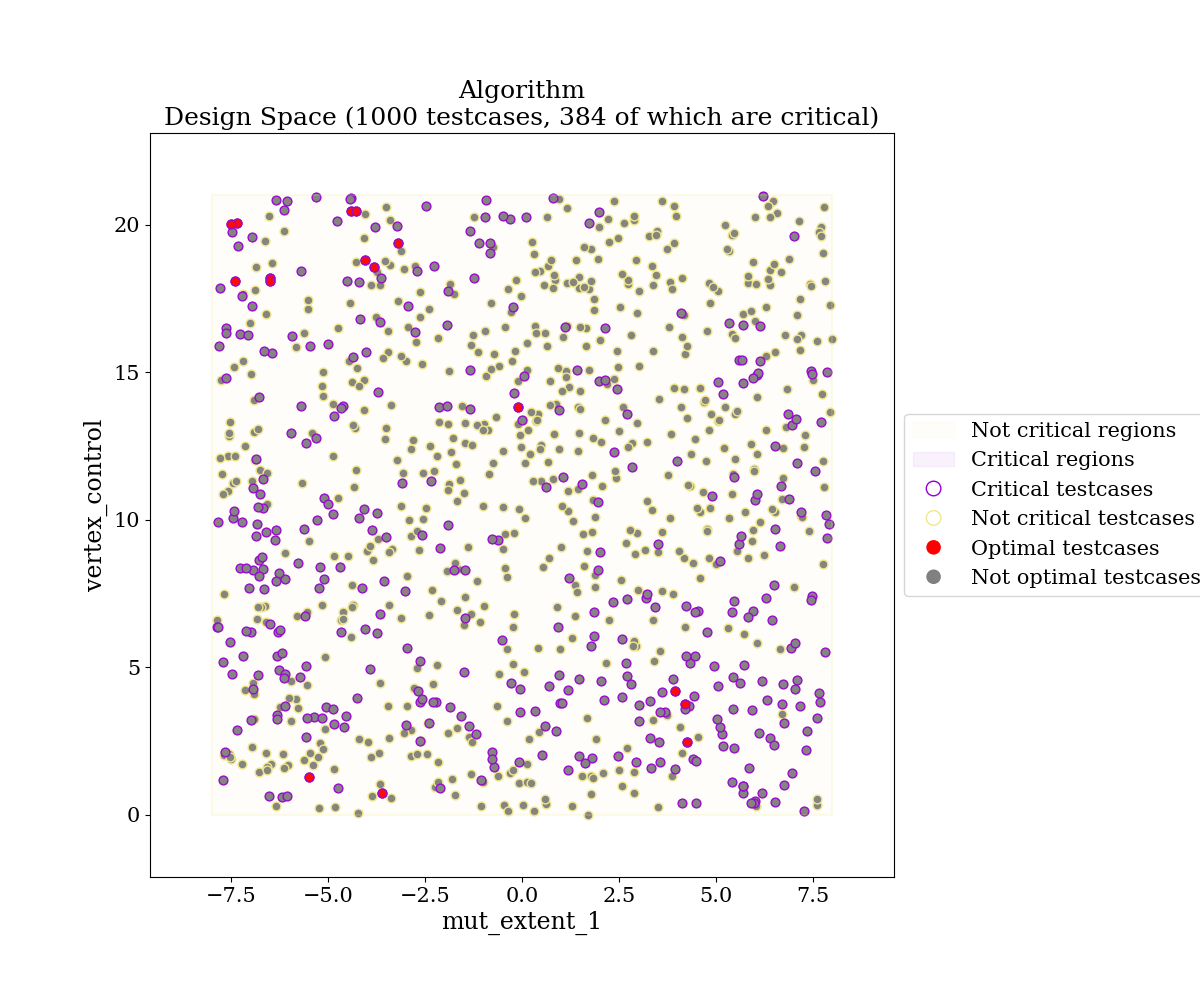 Algorithm
Design Space (1000 testcases, 384 of which are critical)
20
15
10
5
0
vertex_control
−7.5 −5.0 −2.5 0.0 2.5 5.0 7.5
mut_extent_1
Not critical regions
Critical regions
Critical testcases
Not critical testcases
Optimal testcases
Not optimal testcases